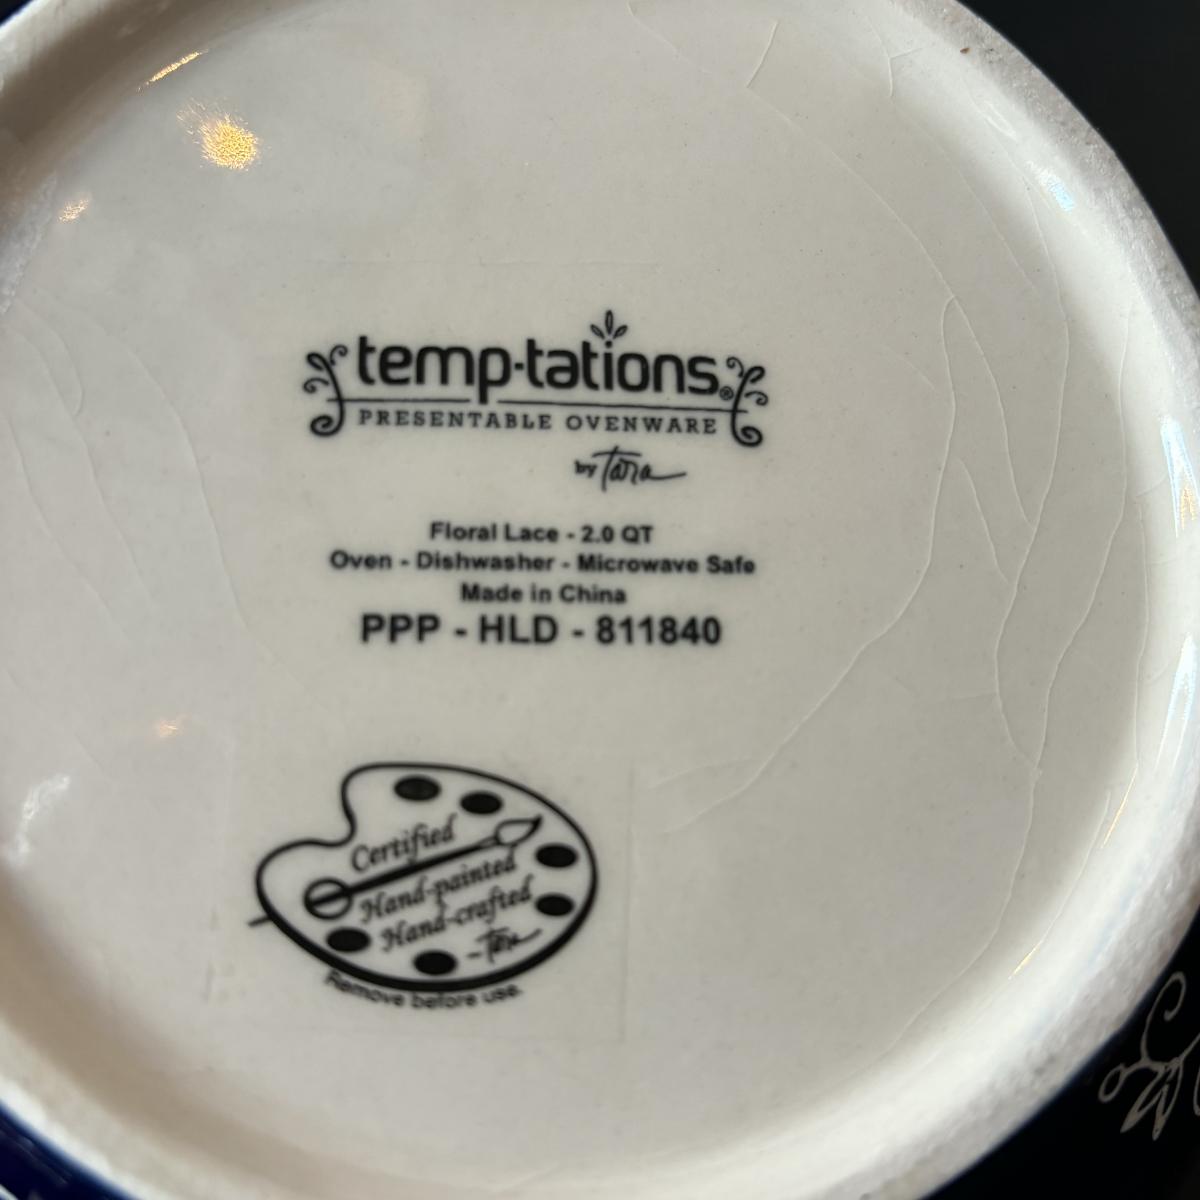 temp-tations®
PRESENTABLE OVENWARE
by Tara
Floral Lace - 2.0 QT
Oven - Dishwasher - Microwave Safe
Made in China
PPP - HLD - 811840
Certified
Hand-painted
Hand-crafted
-Tara
Remove before use.